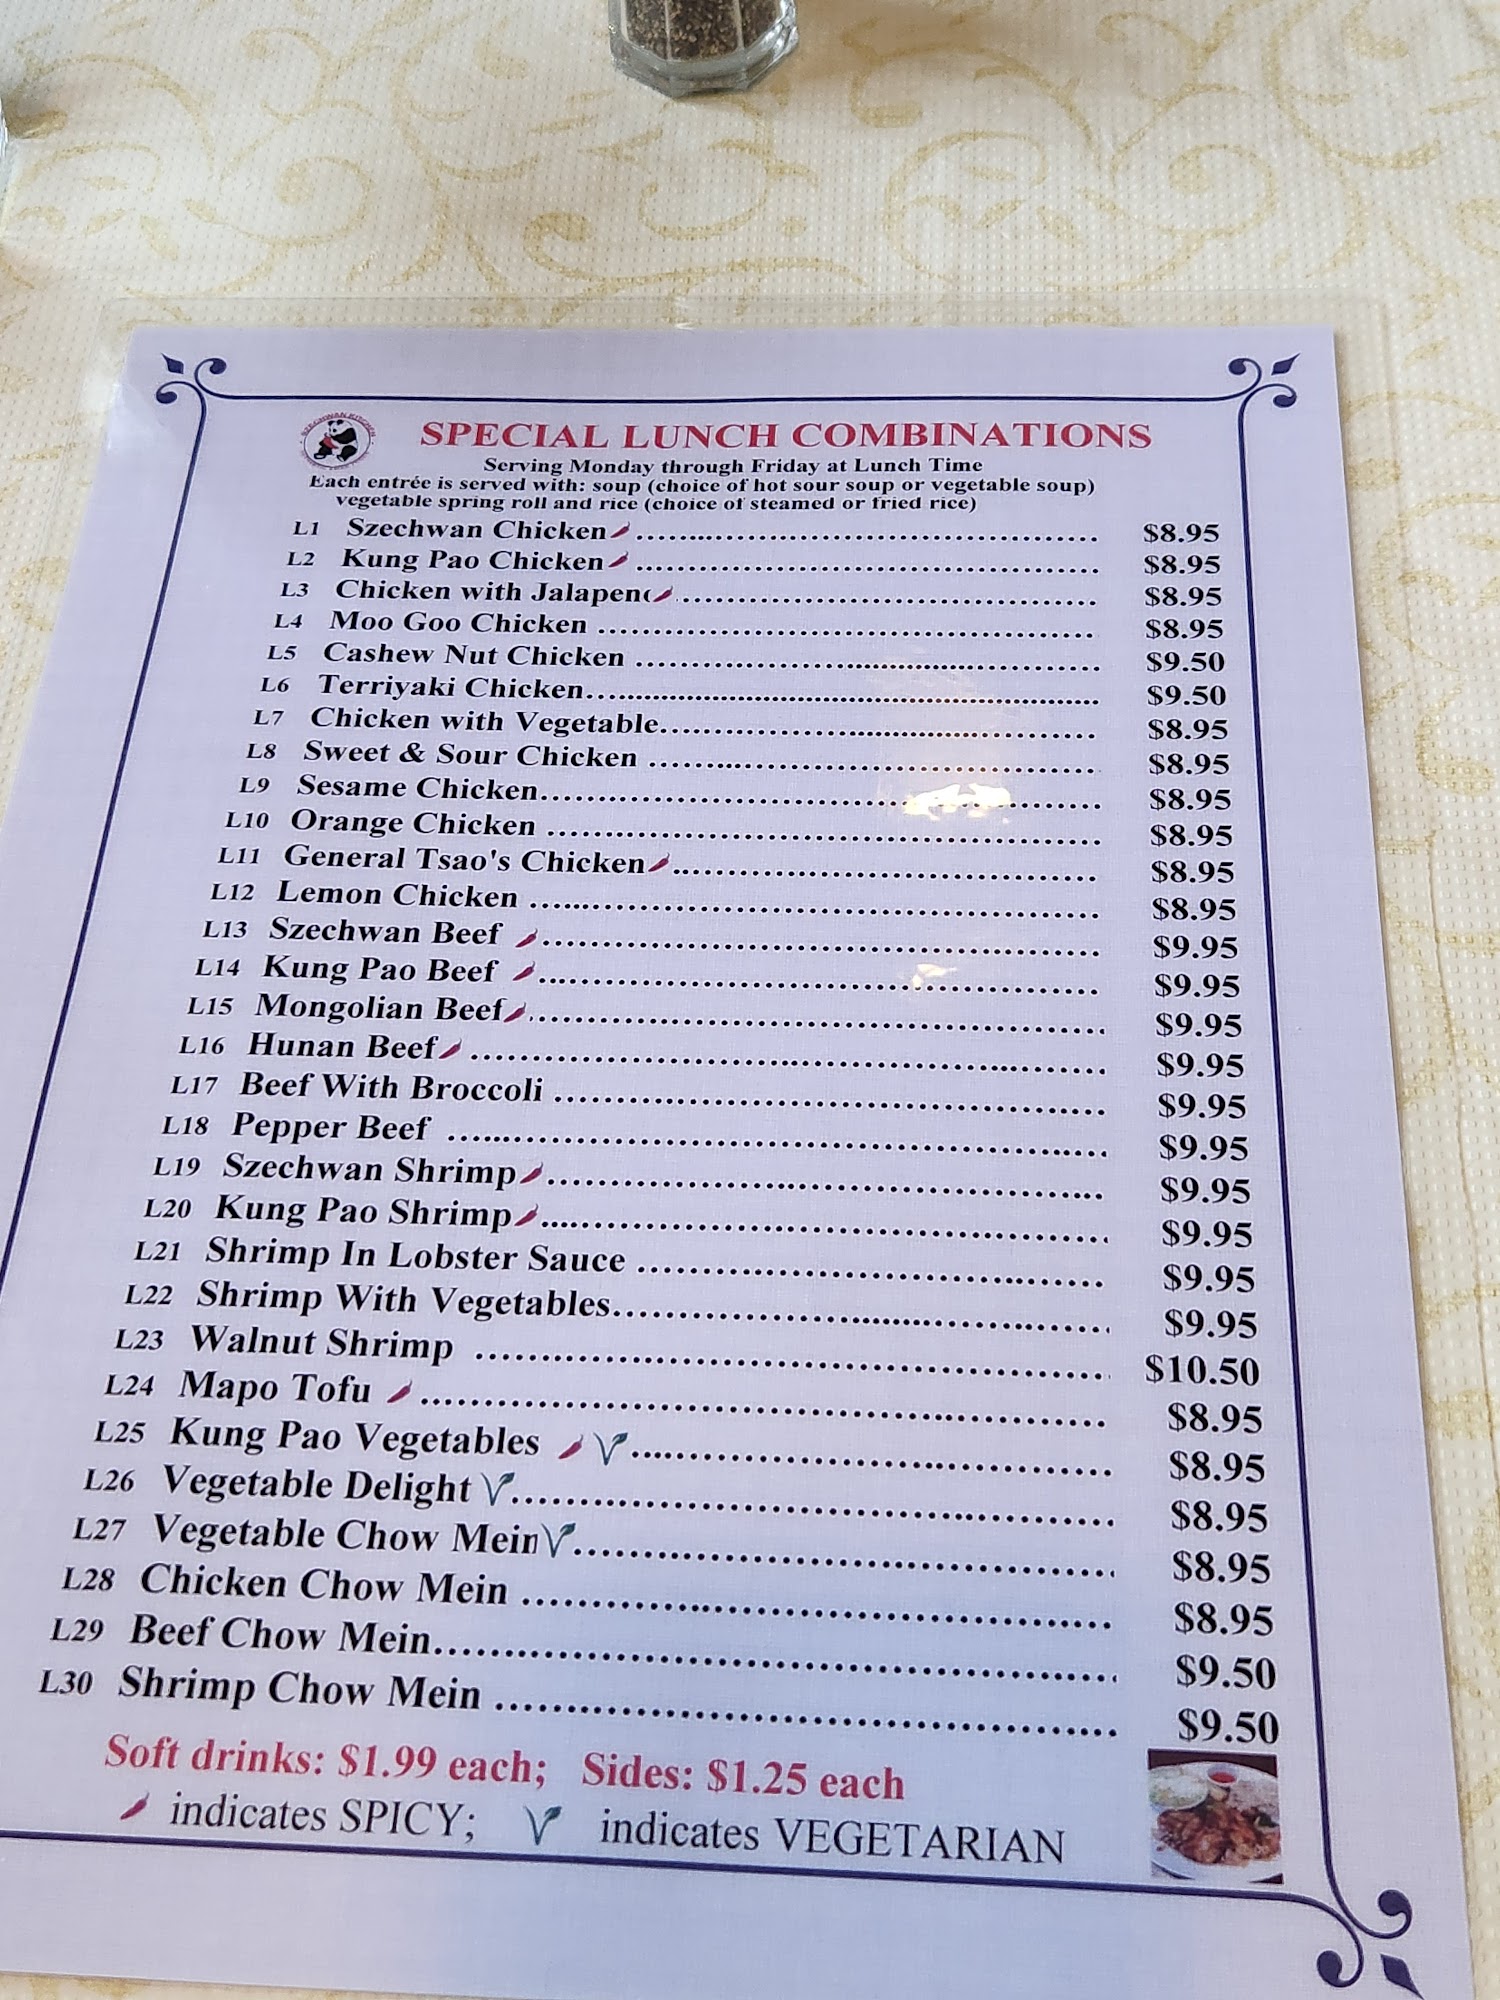 SZECHWAN KITCHEN
SPECIAL LUNCH COMBINATIONS
Serving Monday through Friday at Lunch Time
Each entrée is served with: soup (choice of hot sour soup or vegetable soup)
vegetable spring roll and rice (choice of steamed or fried rice)
L1 Szechwan Chicken $8.95
L2 Kung Pao Chicken $8.95
L3 Chicken with Jalapeno $8.95
L4 Moo Goo Chicken $8.95
L5 Cashew Nut Chicken $9.50
L6 Terriyaki Chicken $9.50
L7 Chicken with Vegetable $8.95
L8 Sweet & Sour Chicken $8.95
L9 Sesame Chicken $8.95
L10 Orange Chicken $8.95
L11 General Tsao's Chicken $8.95
L12 Lemon Chicken $8.95
L13 Szechwan Beef $9.95
L14 Kung Pao Beef $9.95
L15 Mongolian Beef $9.95
L16 Hunan Beef $9.95
L17 Beef With Broccoli $9.95
L18 Pepper Beef $9.95
L19 Szechwan Shrimp $9.95
L20 Kung Pao Shrimp $9.95
L21 Shrimp In Lobster Sauce $9.95
L22 Shrimp With Vegetables $9.95
L23 Walnut Shrimp $10.50
L24 Mapo Tofu $8.95
L25 Kung Pao Vegetables $8.95
L26 Vegetable Delight $8.95
L27 Vegetable Chow Mein $8.95
L28 Chicken Chow Mein $8.95
L29 Beef Chow Mein $9.50
L30 Shrimp Chow Mein $9.50
Soft drinks: $1.99 each; Sides: $1.25 each
indicates SPICY; indicates VEGETARIAN